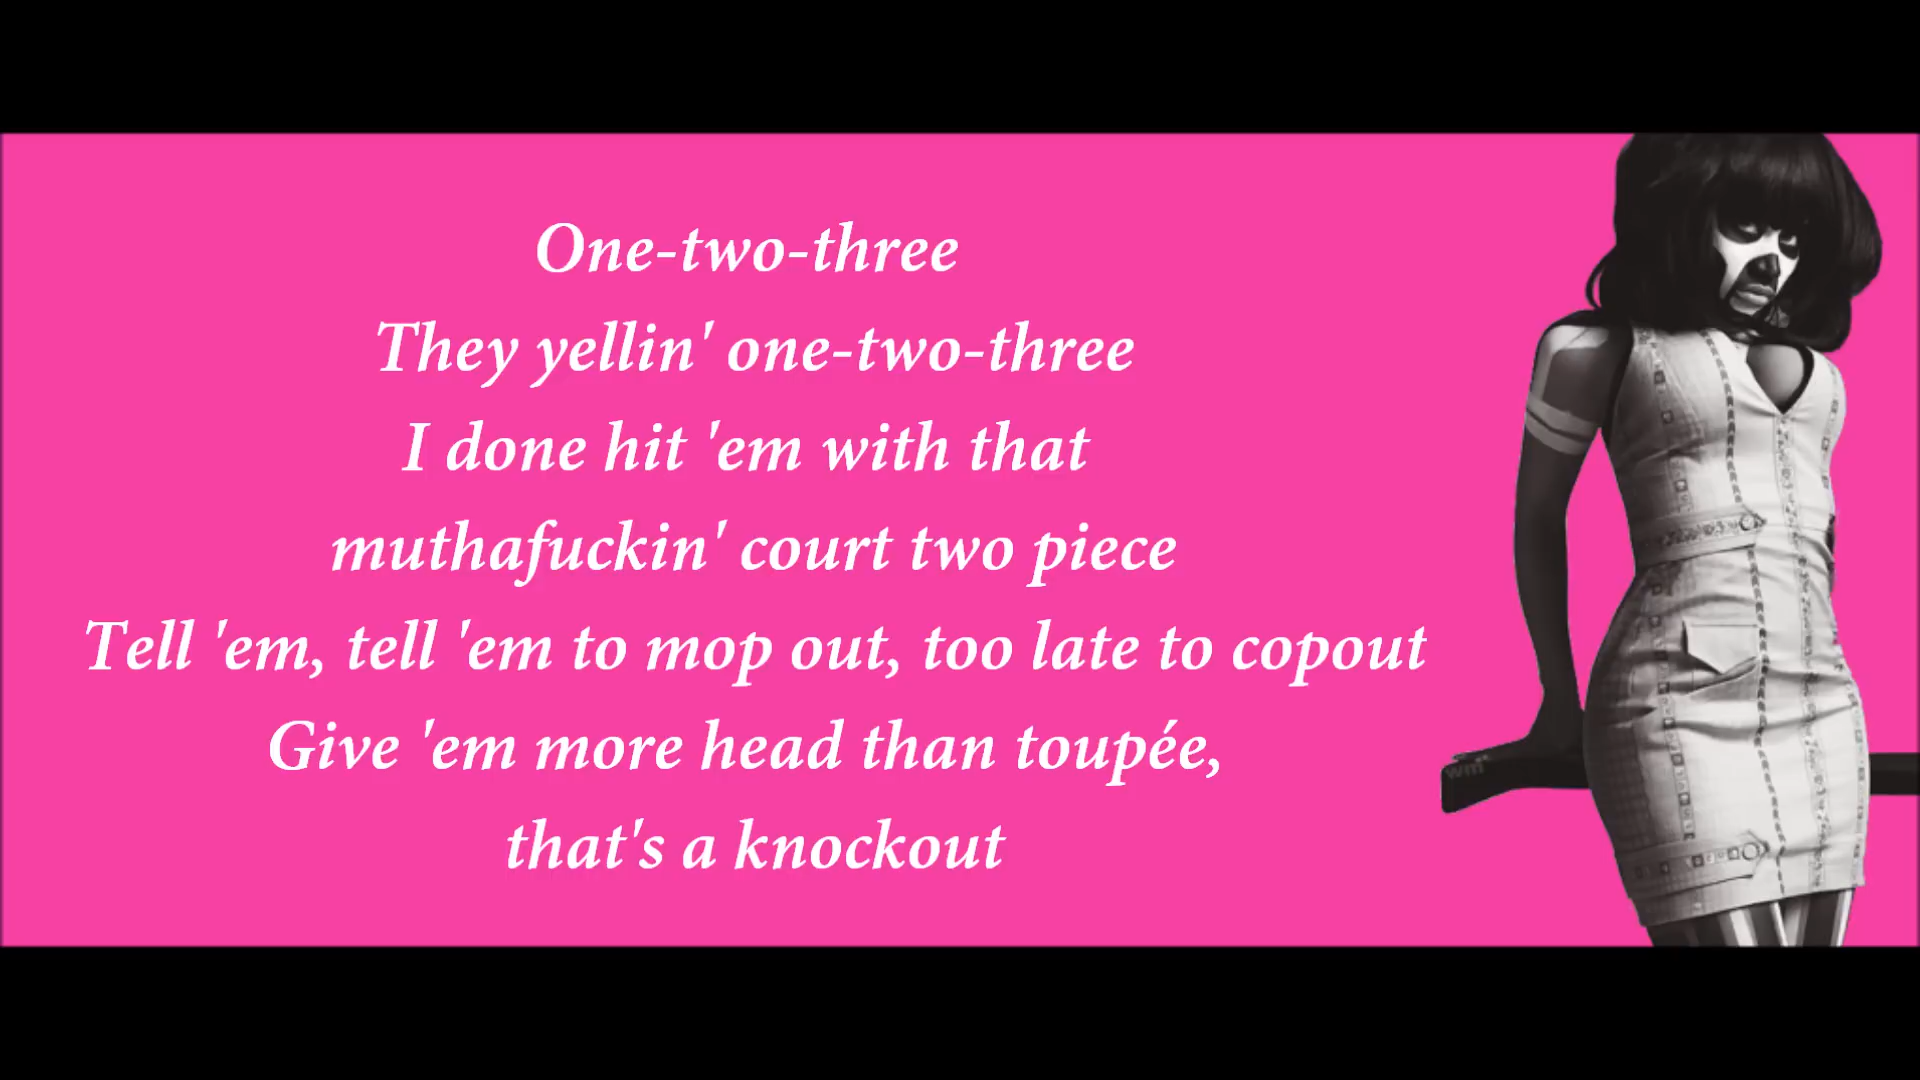 One-two-three
They yellin' one-two-three
I done hit 'em with that
muthafuckin' court two piece
Tell 'em, tell 'em to mop out, too late to copout
Give 'em more head than toupée,
that's a knockout
wm